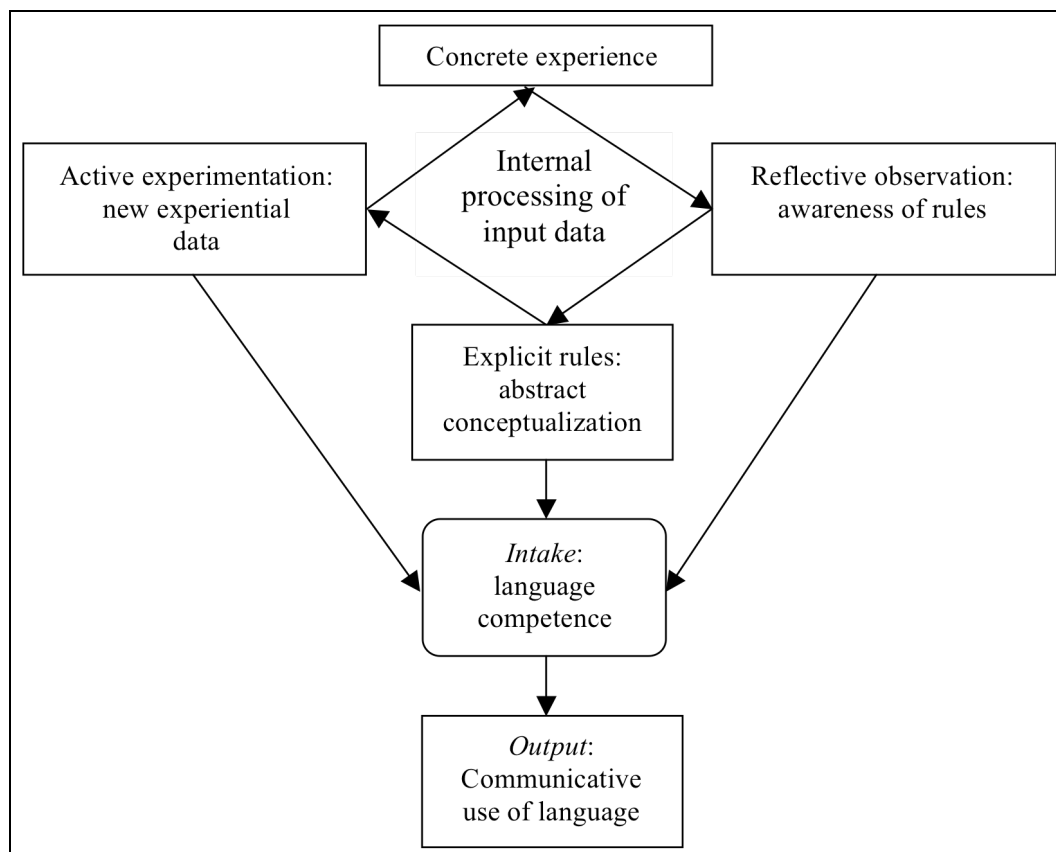 Concrete experience
Active experimentation:
new experiential
data
Internal
processing of
input data
Reflective observation:
awareness of rules
Explicit rules:
abstract
conceptualization
Intake:
language
competence
Output:
Communicative
use of language